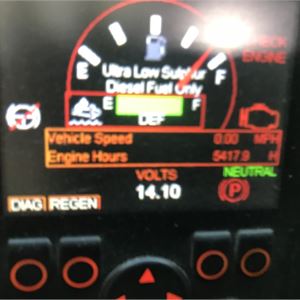 CHECK
ENGINE
E F
Ultra Low Sulphur
Diesel Fuel Only
E F
DEF
Vehicle Speed 0.00 MPH
Engine Hours 5417.9 H
VOLTS NEUTRAL
14.10 P
DIAG REGEN